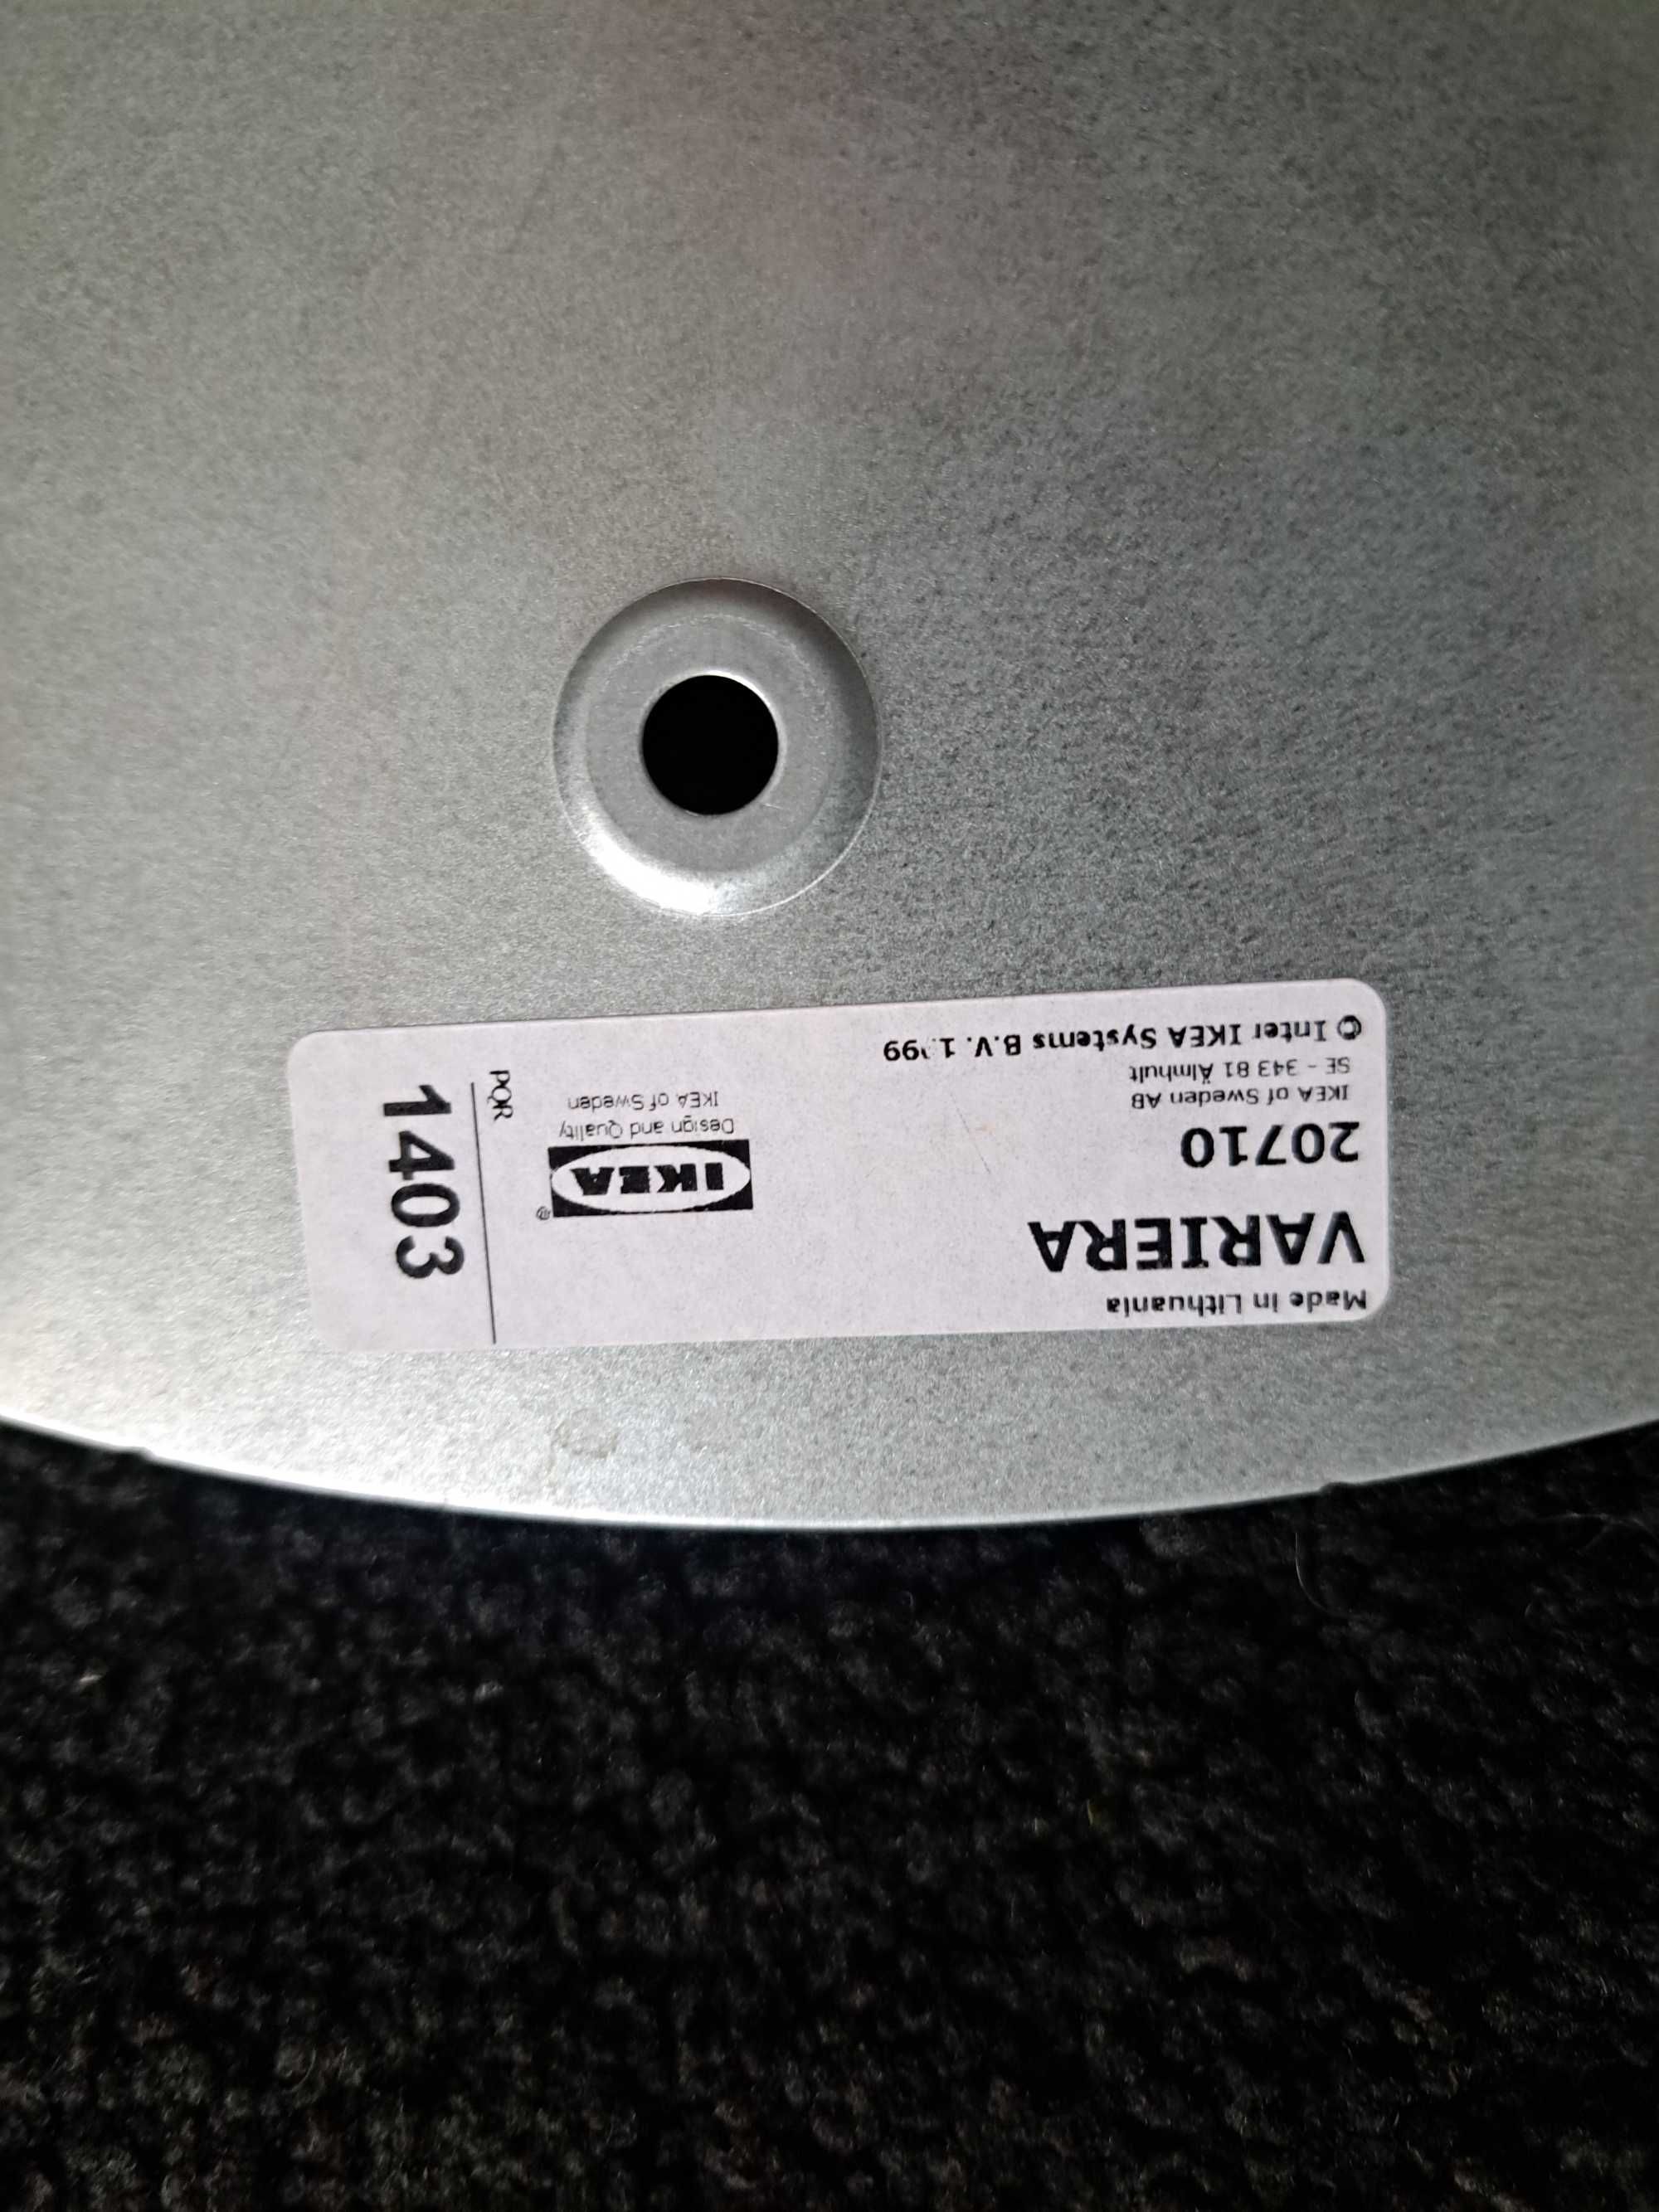 Made in Lithuania
VARIERA
20710
IKEA of Sweden AB
SE - 343 81 Älmhult
© Inter IKEA Systems B.V.
IKEA®
Design and Quality
IKEA of Sweden
PQR
1403